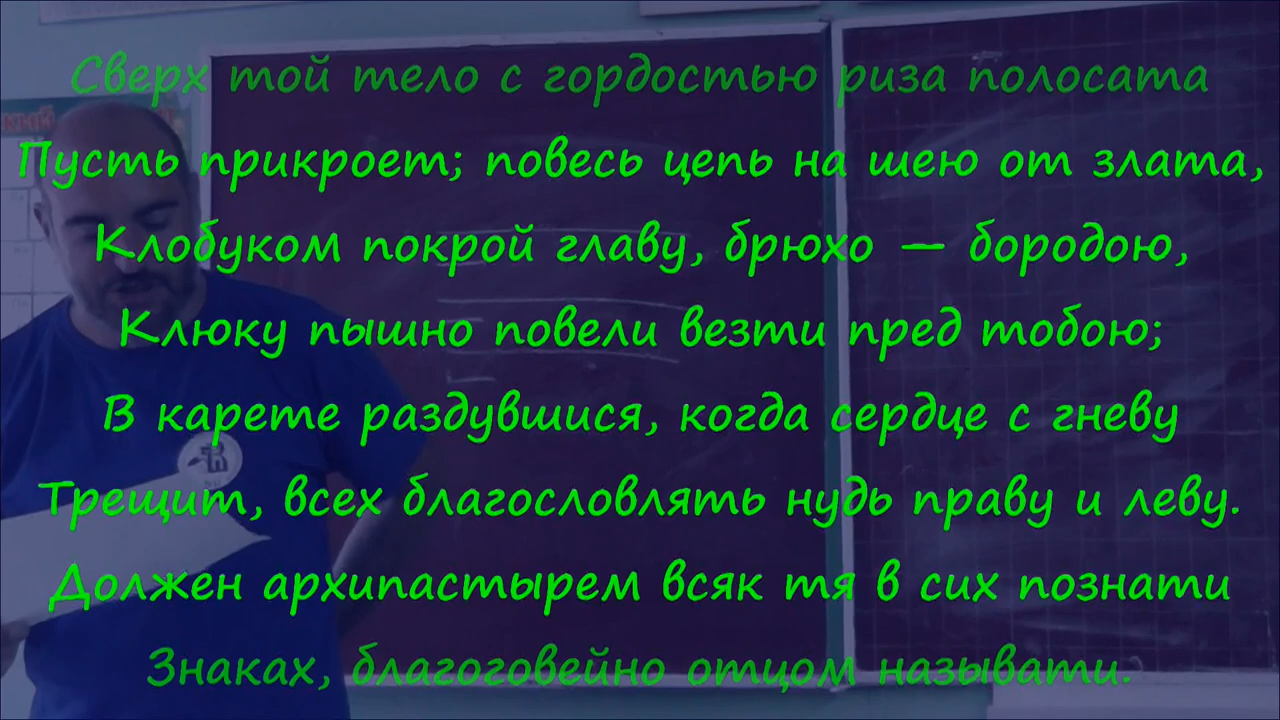 Сверх той тело с гордостью риза полосата
Пусть прикроет; повесь цепь на шею от злата,
Клобуком покрой главу, брюхо — бородою,
Клюку пышно повели везти пред тобою;
В карете раздувшися, когда сердце с гневу
Трещит, всех благословлять нудь праву и леву.
Должен архипастырем всяк тя в сих познати
Знаках, благоговейно отцом называти.